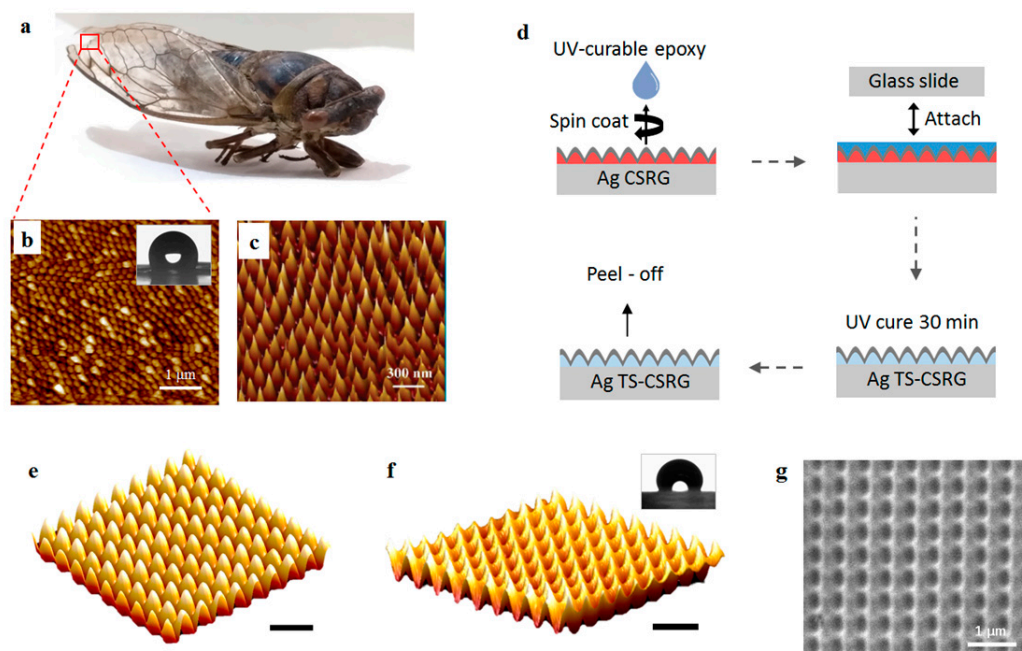 a
b
1 μm
c
300 nm
d
UV-curable epoxy
Spin coat
Ag CSRG
Glass slide
Attach
UV cure 30 min
Ag TS-CSRG
Peel - off
Ag TS-CSRG
e
f
g
1 μm